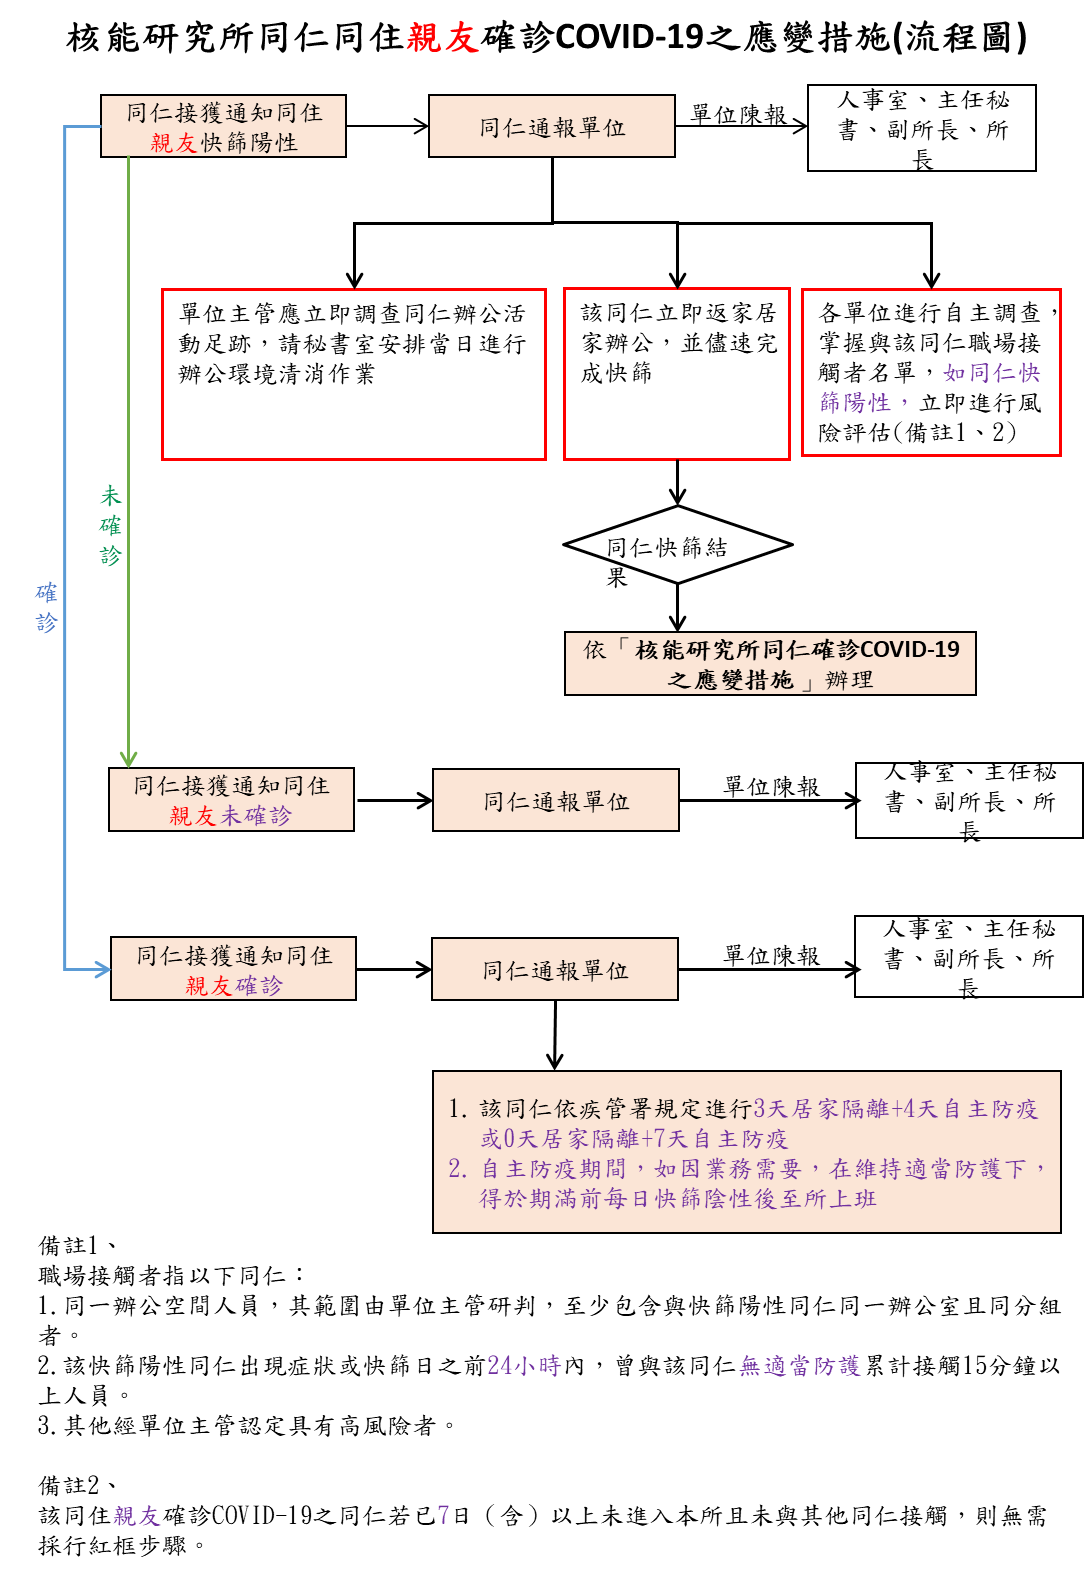 核能研究所同仁同住親友確診COVID-19之應變措施(流程圖)
同仁接獲通知同住
親友快篩陽性
同仁通報單位
單位陳報
人事室、主任秘
書、副所長、所
長
單位主管應立即調查同仁辦公活
動足跡，請秘書室安排當日進行
辦公環境清消作業
該同仁立即返家居
家辦公，並儘速完
成快篩
各單位進行自主調查，
掌握與該同仁職場接
觸者名單，如同仁快
篩陽性，立即進行風
險評估(備註1、2)
未
確
診
確
診
同仁快篩結
果
依「核能研究所同仁確診COVID-19
之應變措施」辦理
同仁接獲通知同住
親友未確診
同仁通報單位
單位陳報
人事室、主任秘
書、副所長、所
長
同仁接獲通知同住
親友確診
同仁通報單位
單位陳報
人事室、主任秘
書、副所長、所
長
1. 該同仁依疾管署規定進行3天居家隔離+4天自主防疫
或0天居家隔離+7天自主防疫
2. 自主防疫期間，如因業務需要，在維持適當防護下，
得於期滿前每日快篩陰性後至所上班
備註1、
職場接觸者指以下同仁：
1.同一辦公空間人員，其範圍由單位主管研判，至少包含與快篩陽性同仁同一辦公室且同分組
者。
2.該快篩陽性同仁出現症狀或快篩日之前24小時內，曾與該同仁無適當防護累計接觸15分鐘以
上人員。
3.其他經單位主管認定具有高風險者。
備註2、
該同住親友確診COVID-19之同仁若已7日（含）以上未進入本所且未與其他同仁接觸，則無需
採行紅框步驟。